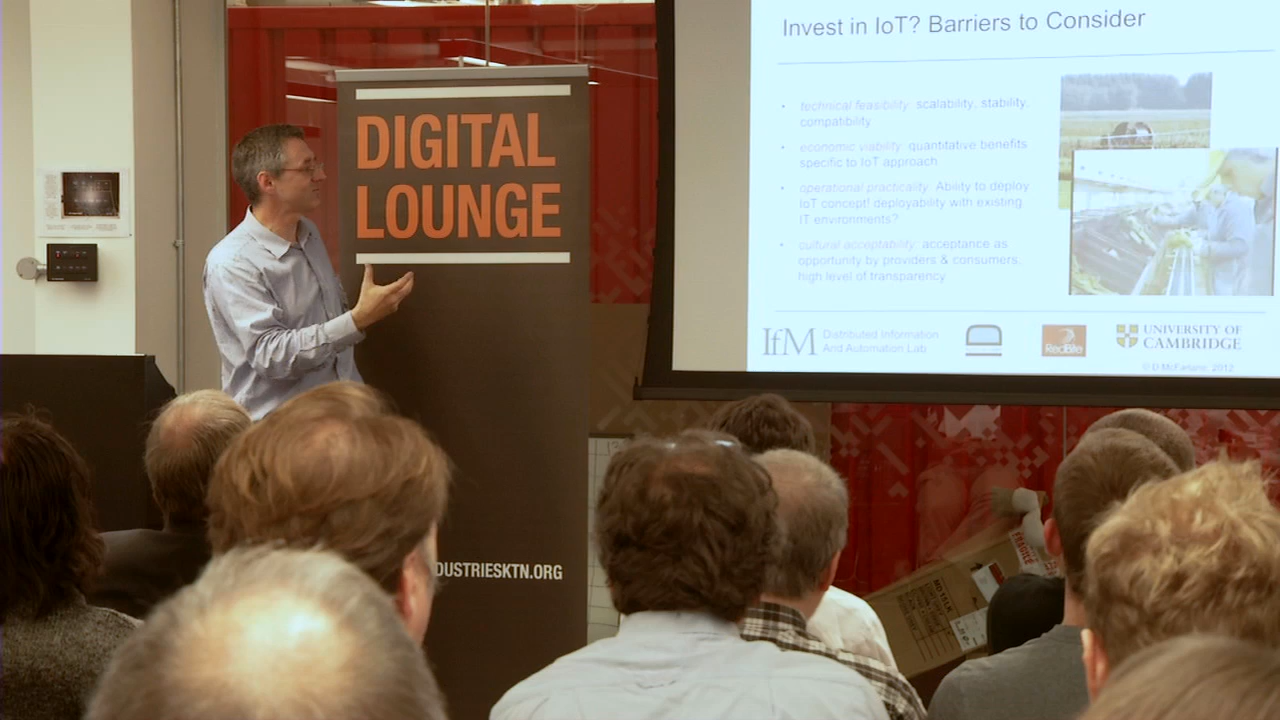 DIGITAL
LOUNGE
DUSTRIESKTN.ORG
Invest in IoT? Barriers to Consider
• technical feasibility: scalability, stability,
compatibility
• economic viability: quantitative benefits
specific to IoT approach.
• operational practicality: Ability to deploy
IoT concept! deployability with existing
IT environments?
• cultural acceptability: acceptance as
opportunity by providers & consumers,
high level of transparency
IfM Distributed Information
And Automation Lab
RedBite
UNIVERSITY OF
CAMBRIDGE
© D McFarlane, 2012
FRAGILE